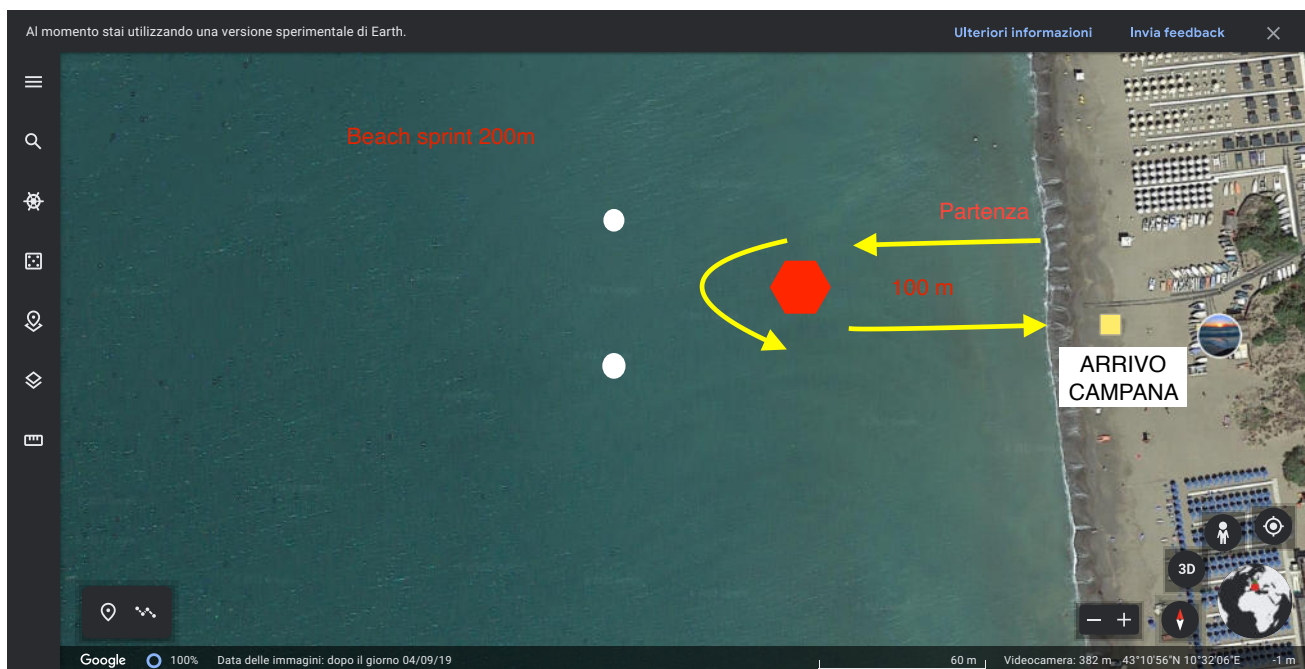 Al momento stai utilizzando una versione sperimentale di Earth.
Ulteriori informazioni
Invia feedback
Beach sprint 200m
Partenza
100 m
ARRIVO
CAMPANA
3D
Google
100%
Data delle immagini: dopo il giorno 04/09/19
60 m
Videocamera: 382 m
43°10'56"N 10°32'06"E
-1 m